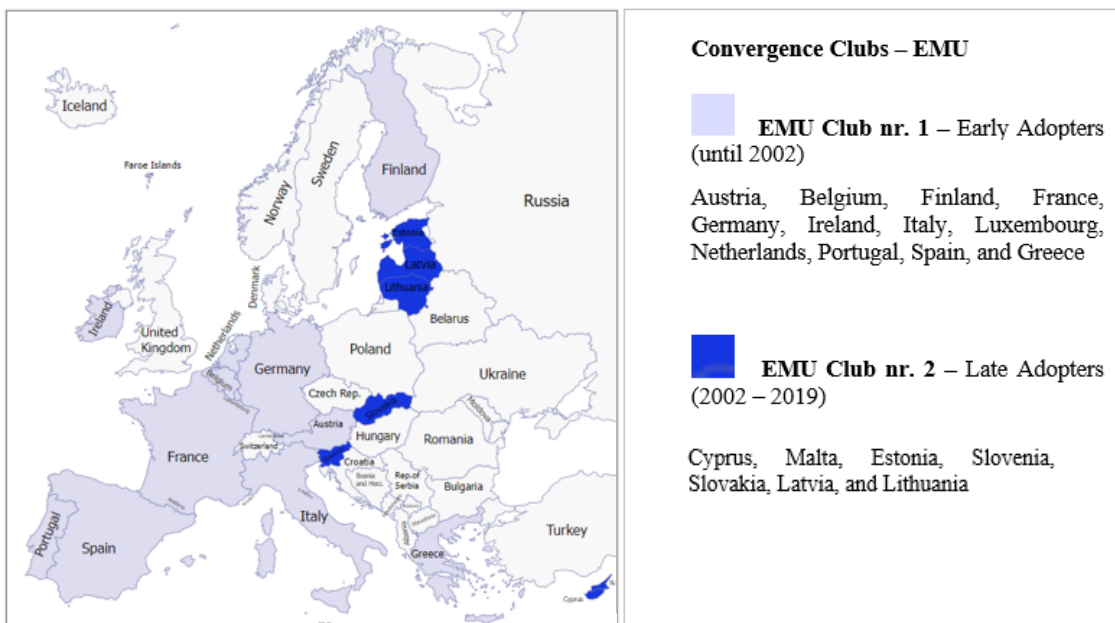 Iceland
Faroe Islands
Norway
Sweden
Finland
Russia
Estonia
Latvia
Lithuania
Denmark
Ireland
United
Kingdom
Netherlands
Belgium
Germany
Poland
Belarus
Ukraine
Czech Rep.
Slovakia
Moldova
Austria
Hungary
Romania
Switzerland
France
Croatia
Bosnia
and Herz.
Rep.of
Serbia
Bulgaria
Italy
Portugal
Spain
Greece
Turkey
Cyprus
Convergence Clubs – EMU
EMU Club nr. 1 – Early Adopters
(until 2002)
Austria, Belgium, Finland, France,
Germany, Ireland, Italy, Luxembourg,
Netherlands, Portugal, Spain, and Greece
EMU Club nr. 2 – Late Adopters
(2002 – 2019)
Cyprus, Malta, Estonia, Slovenia,
Slovakia, Latvia, and Lithuania